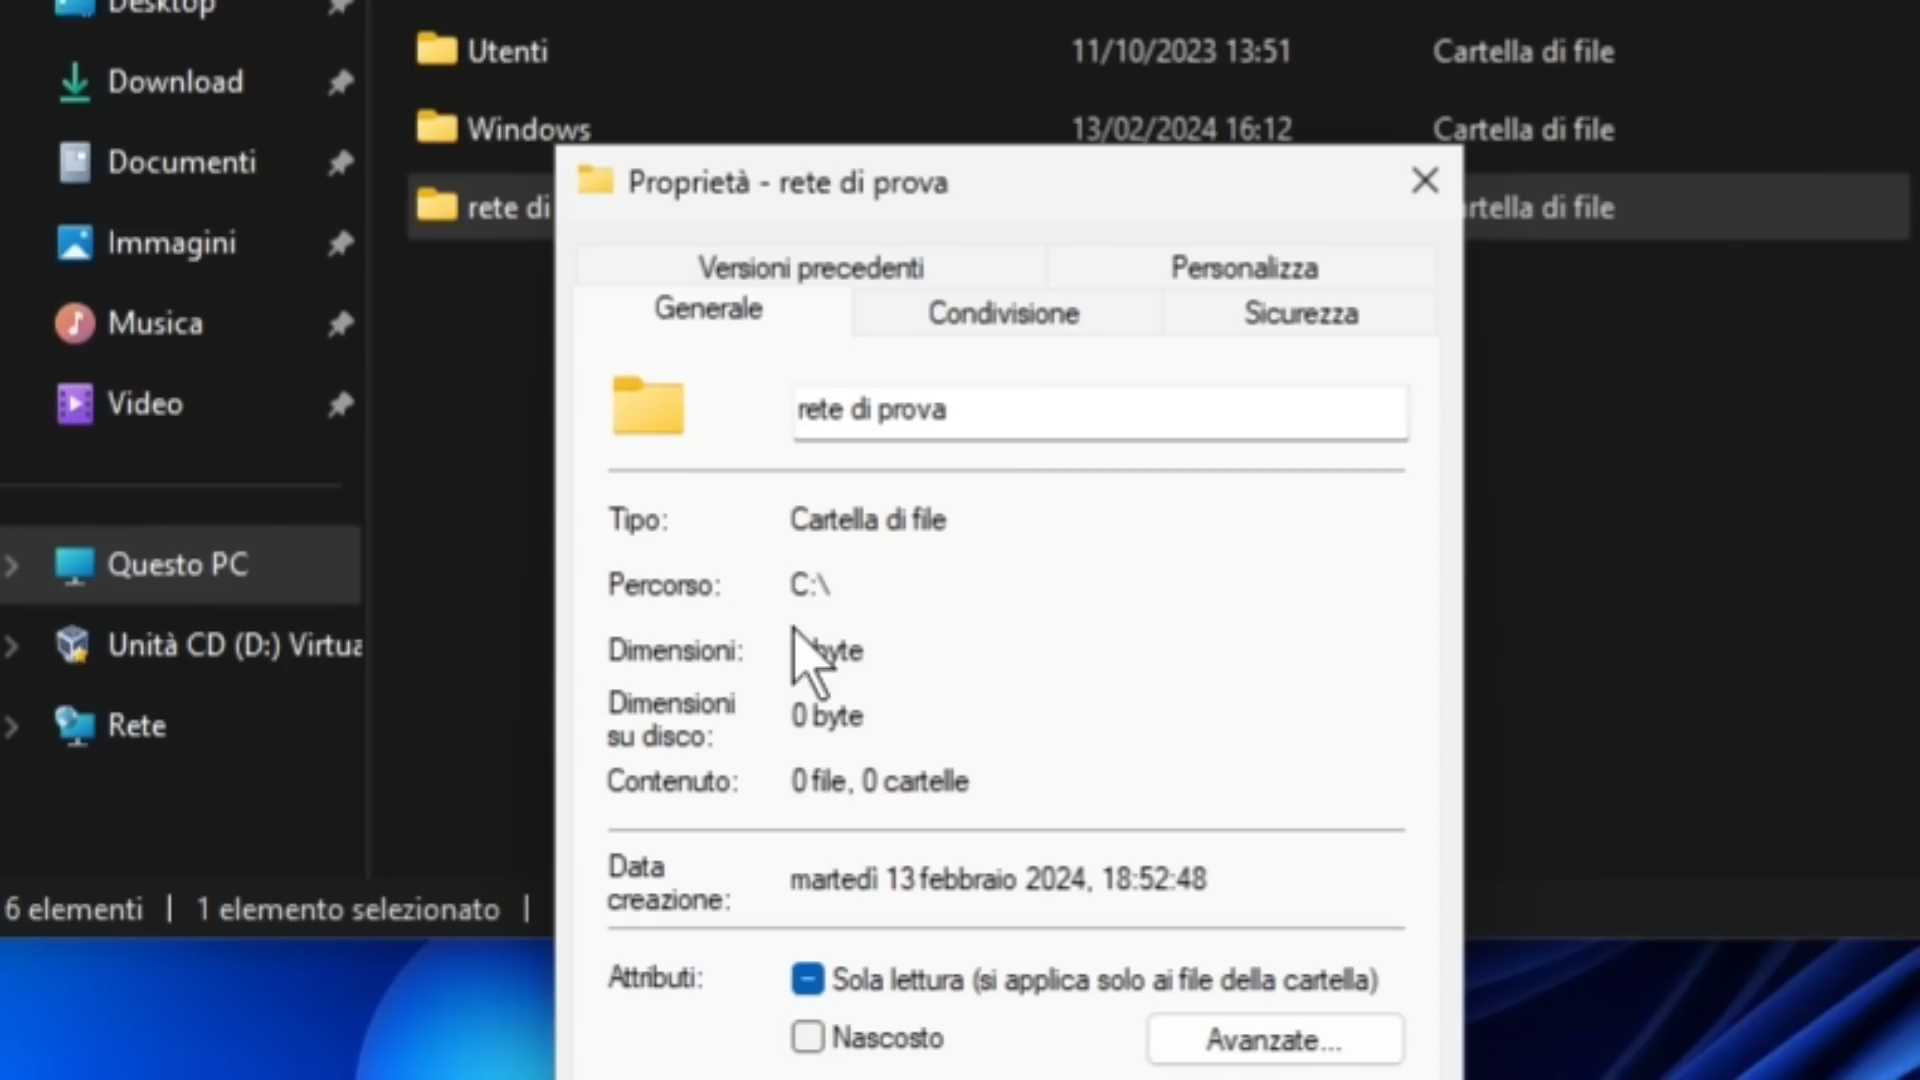 Desktop
Utenti 11/10/2023 13:51 Cartella di file
Download
Windows 13/02/2024 16:12 Cartella di file
Documenti
Proprietà - rete di prova
rete di Cartella di file
Immagini
Versioni precedenti Personalizza
Generale Condivisione Sicurezza
Musica
Video
rete di prova
Tipo: Cartella di file
Questo PC
Percorso: C:\
Unità CD (D:) Virtua
Dimensioni: byte
Dimensioni
su disco: 0 byte
Rete
Contenuto: 0 file, 0 cartelle
Data
creazione: martedì 13 febbraio 2024, 18:52:48
6 elementi | 1 elemento selezionato |
Attributi: Sola lettura (si applica solo ai file della cartella)
Nascosto Avanzate...